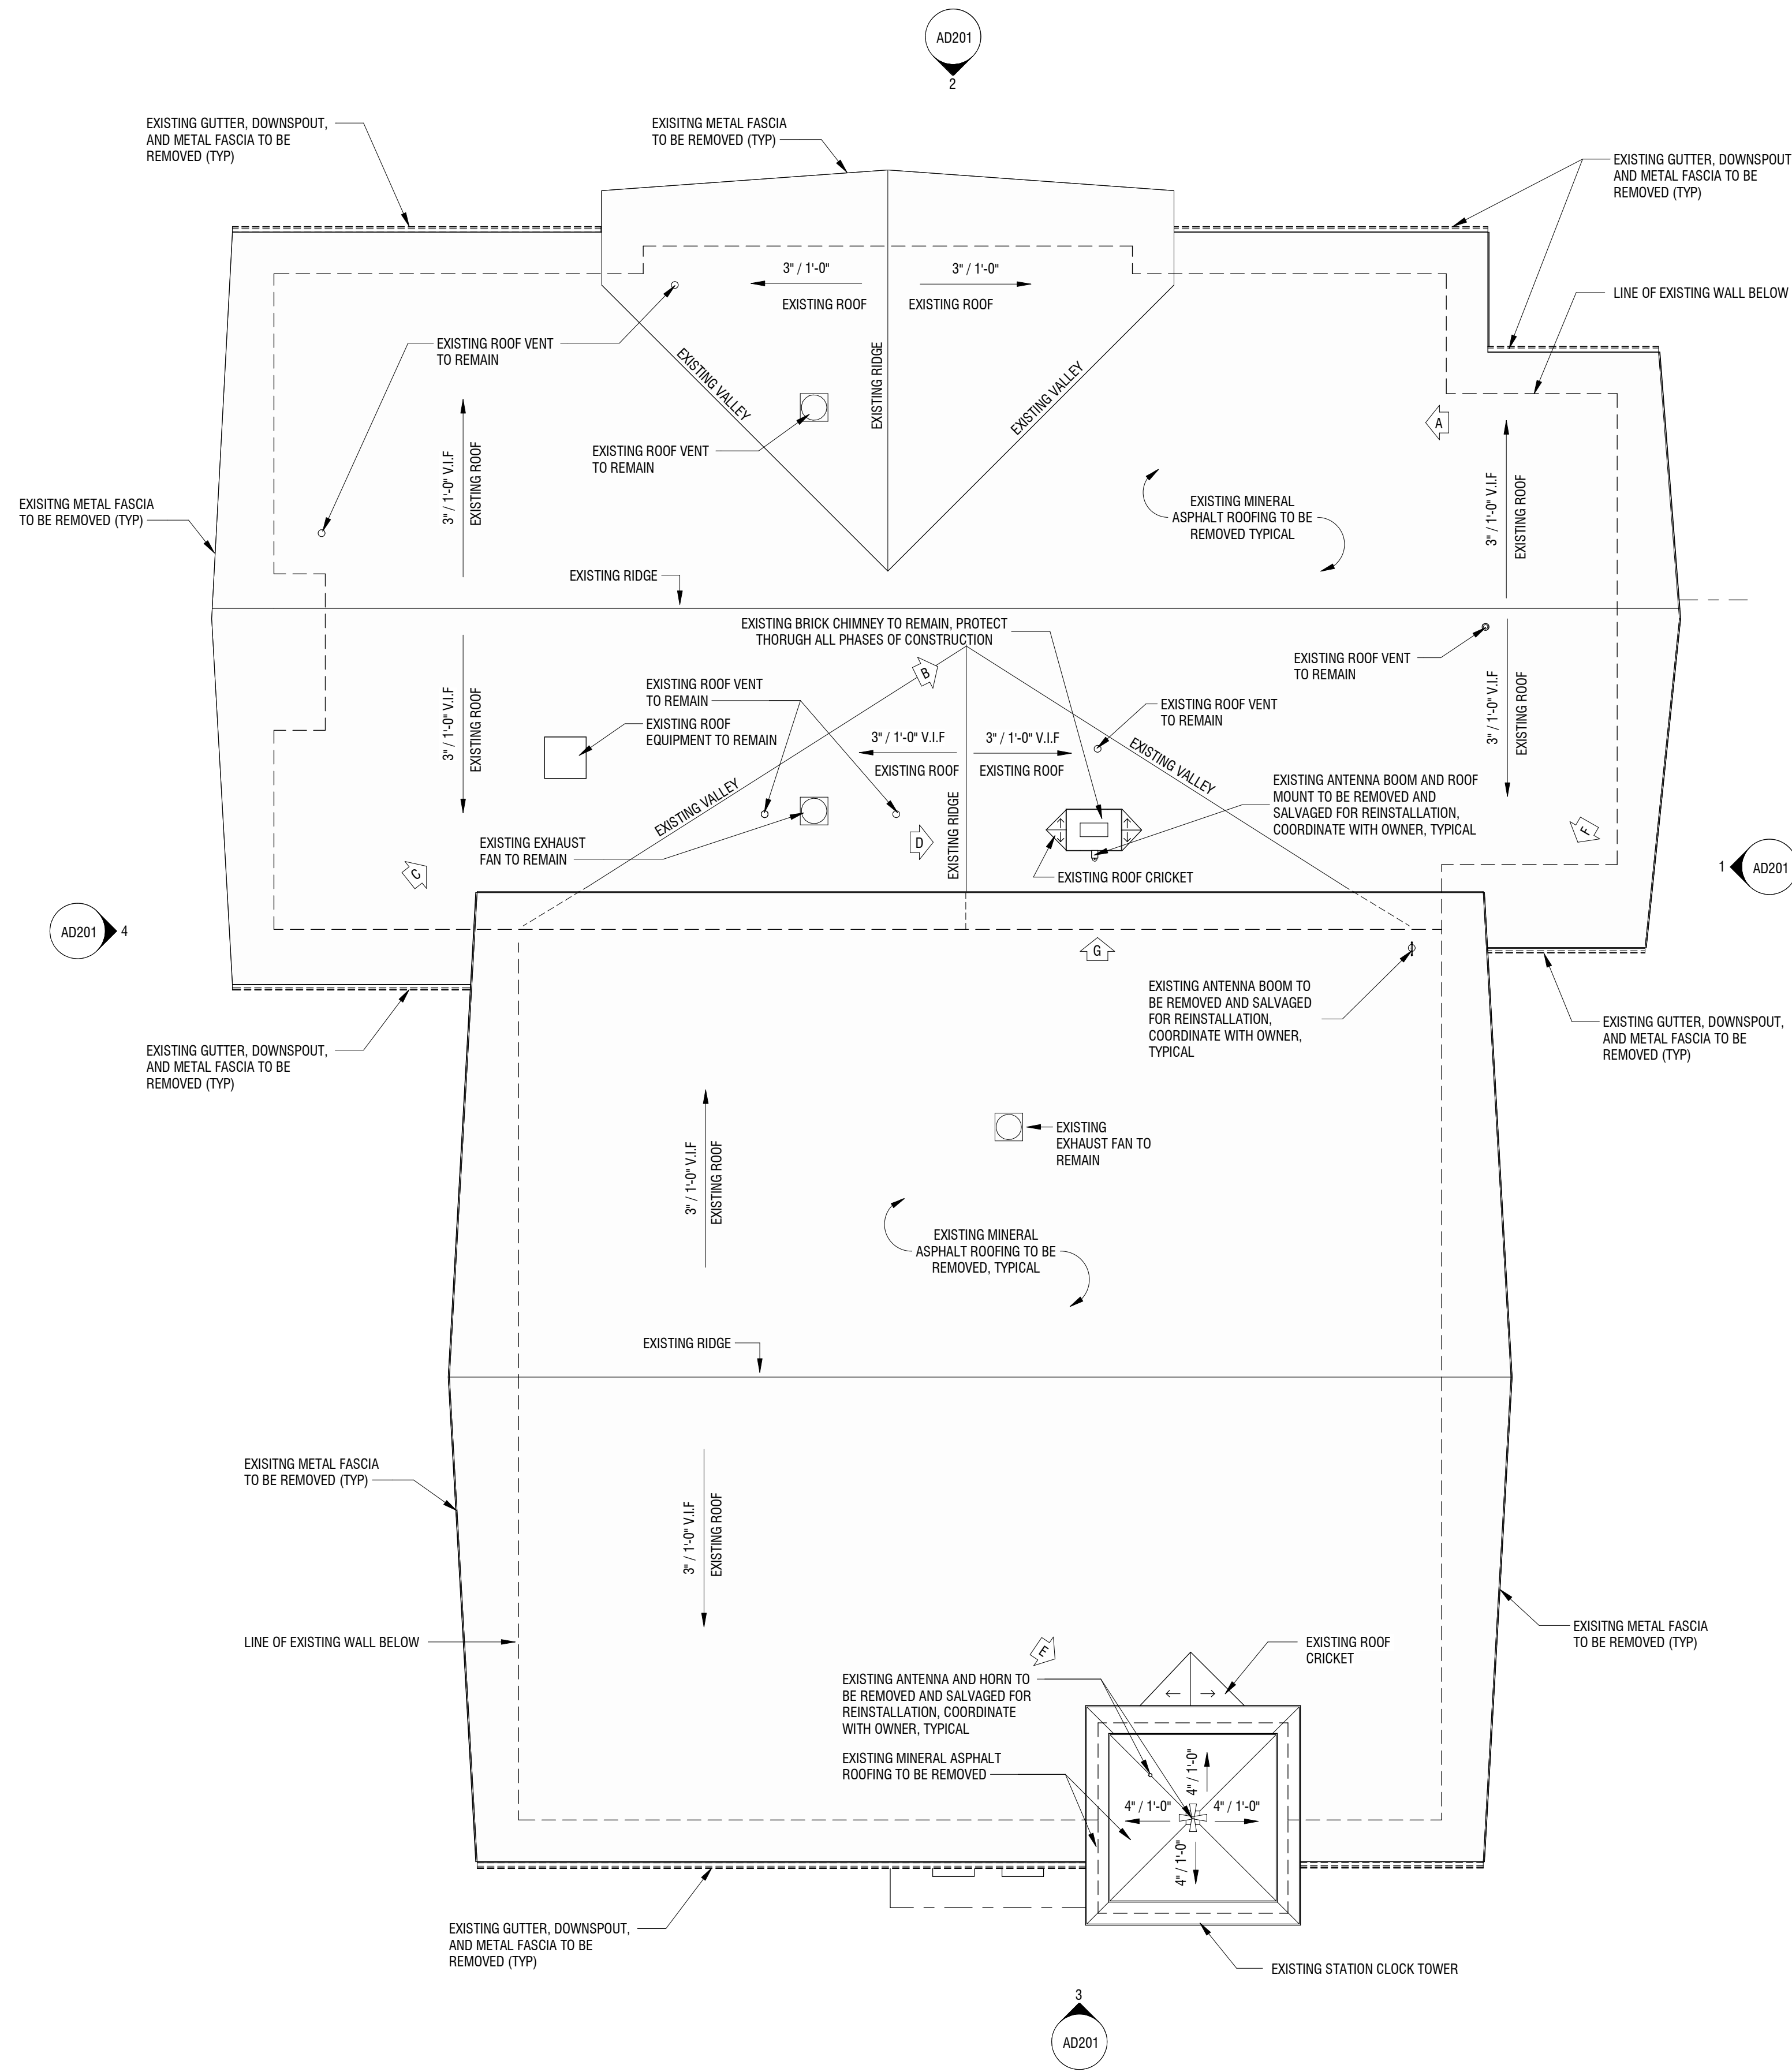 AD201
2
EXISTING GUTTER, DOWNSPOUT,
AND METAL FASCIA TO BE
REMOVED (TYP)
EXISITNG METAL FASCIA
TO BE REMOVED (TYP)
EXISTING GUTTER, DOWNSPOUT
AND METAL FASCIA TO BE
REMOVED (TYP)
3" / 1'-0"
EXISTING ROOF
3" / 1'-0"
EXISTING ROOF
LINE OF EXISTING WALL BELOW
EXISTING ROOF VENT
TO REMAIN
EXISTING VALLEY
EXISTING RIDGE
EXISTING VALLEY
A
EXISTING ROOF VENT
TO REMAIN
3" / 1'-0" V.I.F
EXISTING ROOF
EXISITNG METAL FASCIA
TO BE REMOVED (TYP)
EXISTING MINERAL
ASPHALT ROOFING TO BE
REMOVED TYPICAL
3" / 1'-0" V.I.F
EXISTING ROOF
EXISTING RIDGE
EXISTING BRICK CHIMNEY TO REMAIN, PROTECT
THORUGH ALL PHASES OF CONSTRUCTION
B
EXISTING ROOF VENT
TO REMAIN
EXISTING ROOF VENT
TO REMAIN
EXISTING ROOF
EQUIPMENT TO REMAIN
EXISTING ROOF VENT
TO REMAIN
3" / 1'-0" V.I.F
EXISTING ROOF
3" / 1'-0" V.I.F
EXISTING ROOF
3" / 1'-0" V.I.F
EXISTING ROOF
3" / 1'-0" V.I.F
EXISTING ROOF
EXISTING VALLEY
EXISTING VALLEY
EXISTING RIDGE
EXISTING ANTENNA BOOM AND ROOF
MOUNT TO BE REMOVED AND
SALVAGED FOR REINSTALLATION,
COORDINATE WITH OWNER, TYPICAL
EXISTING EXHAUST
FAN TO REMAIN
D
F
C
EXISTING ROOF CRICKET
1
AD201
AD201
4
G
EXISTING ANTENNA BOOM TO
BE REMOVED AND SALVAGED
FOR REINSTALLATION,
COORDINATE WITH OWNER,
TYPICAL
EXISTING GUTTER, DOWNSPOUT,
AND METAL FASCIA TO BE
REMOVED (TYP)
EXISTING GUTTER, DOWNSPOUT,
AND METAL FASCIA TO BE
REMOVED (TYP)
EXISTING
EXHAUST FAN TO
REMAIN
3" / 1'-0" V.I.F
EXISTING ROOF
EXISTING MINERAL
ASPHALT ROOFING TO BE
REMOVED, TYPICAL
EXISTING RIDGE
EXISITNG METAL FASCIA
TO BE REMOVED (TYP)
3" / 1'-0" V.I.F
EXISTING ROOF
LINE OF EXISTING WALL BELOW
E
EXISTING ROOF
CRICKET
EXISITNG METAL FASCIA
TO BE REMOVED (TYP)
EXISTING ANTENNA AND HORN TO
BE REMOVED AND SALVAGED FOR
REINSTALLATION, COORDINATE
WITH OWNER, TYPICAL
EXISTING MINERAL ASPHALT
ROOFING TO BE REMOVED
4" / 1'-0"
4" / 1'-0"
4" / 1'-0"
4" / 1'-0"
EXISTING GUTTER, DOWNSPOUT,
AND METAL FASCIA TO BE
REMOVED (TYP)
EXISTING STATION CLOCK TOWER
3
AD201